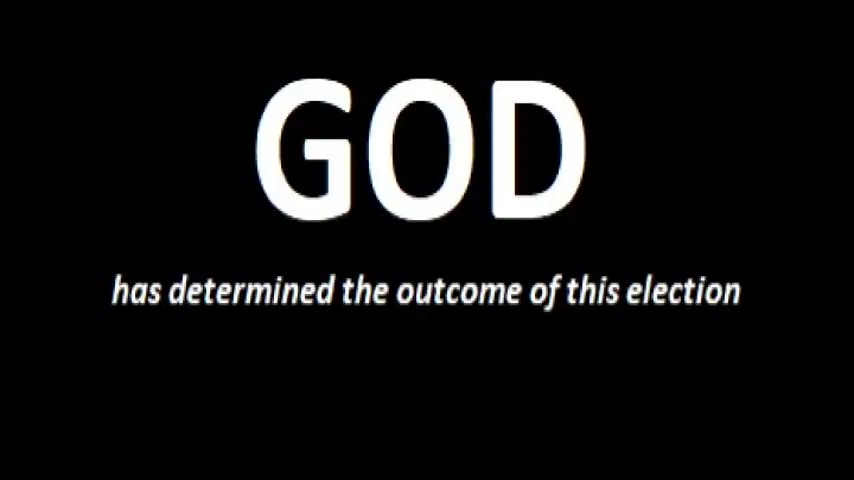 GOD
has determined the outcome of this election